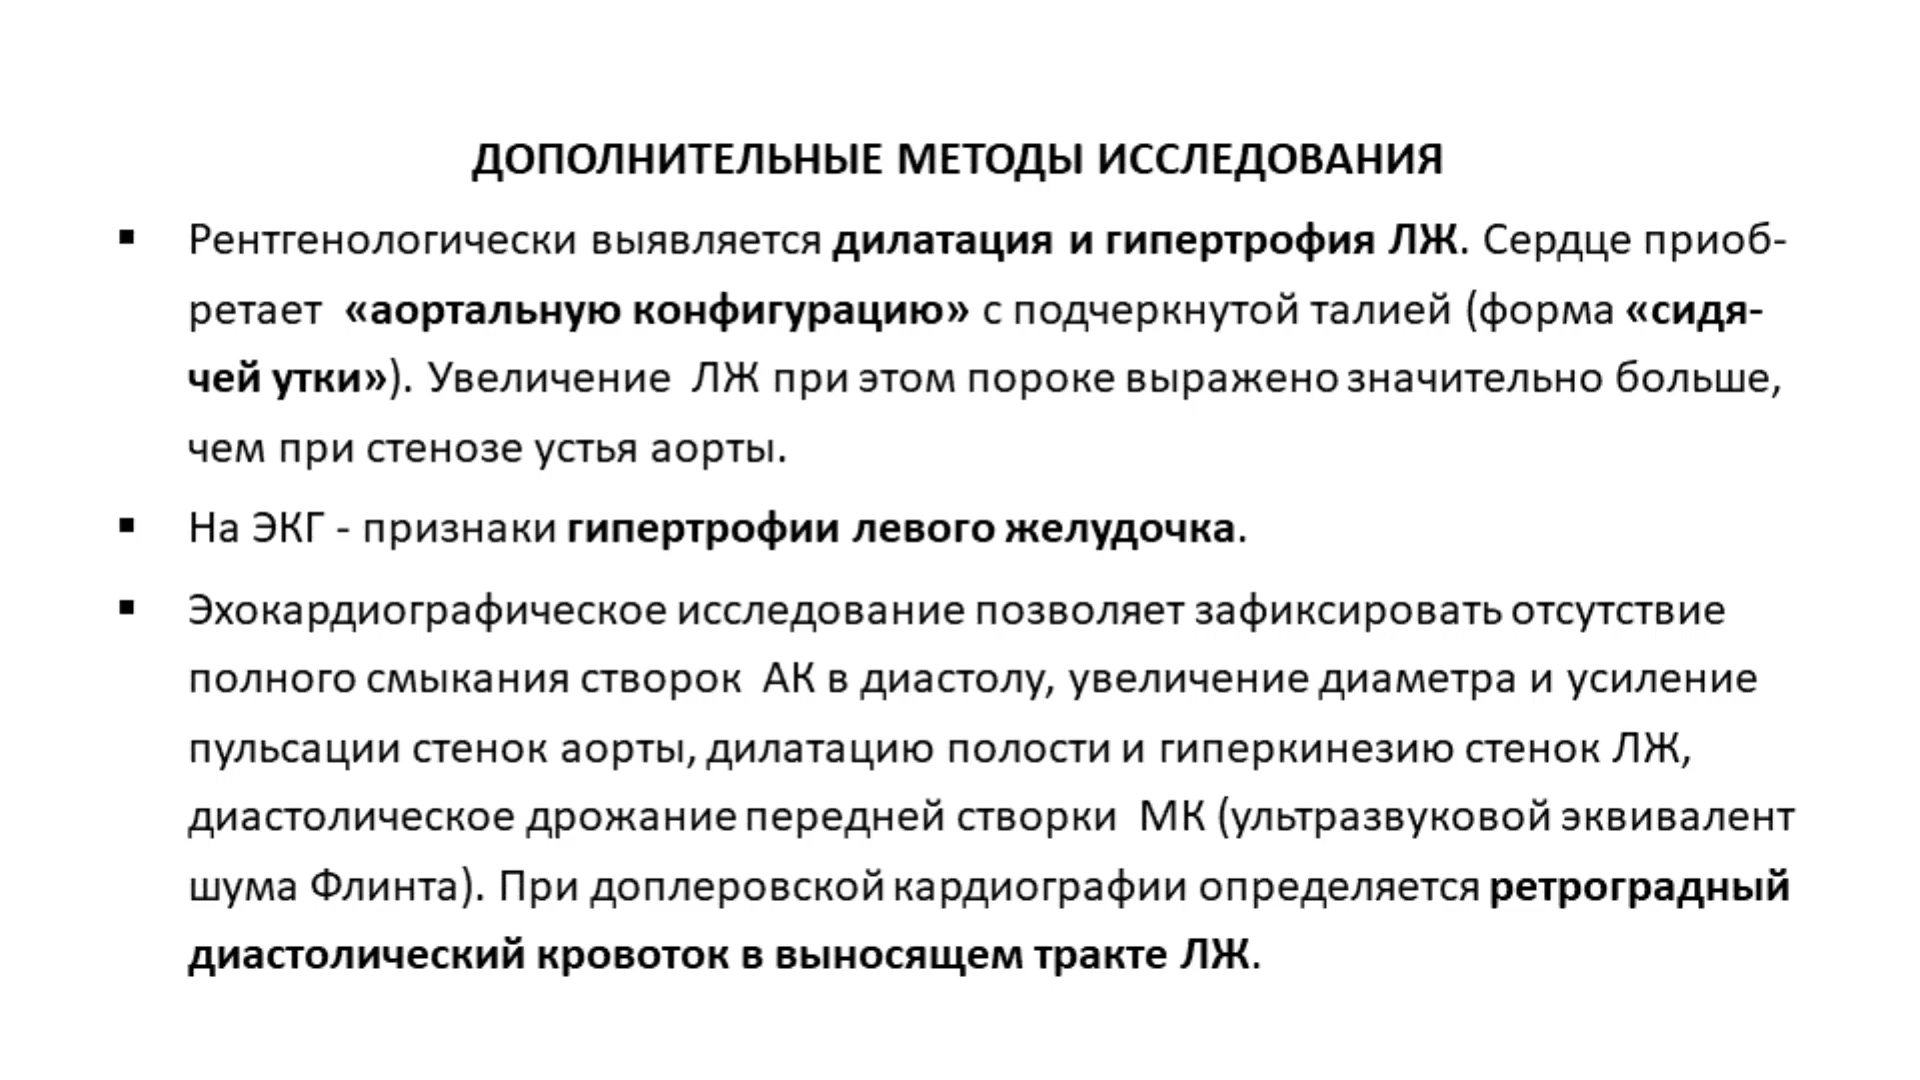 ДОПОЛНИТЕЛЬНЫЕ МЕТОДЫ ИССЛЕДОВАНИЯ
▪ Рентгенологически выявляется дилатация и гипертрофия ЛЖ. Сердце приоб-
ретает «аортальную конфигурацию» с подчеркнутой талией (форма «сидя-
чей утки»). Увеличение ЛЖ при этом пороке выражено значительно больше,
чем при стенозе устья аорты.
▪ На ЭКГ - признаки гипертрофии левого желудочка.
▪ Эхокардиографическое исследование позволяет зафиксировать отсутствие
полного смыкания створок АК в диастолу, увеличение диаметра и усиление
пульсации стенок аорты, дилатацию полости и гиперкинезию стенок ЛЖ,
диастолическое дрожание передней створки МК (ультразвуковой эквивалент
шума Флинта). При доплеровской кардиографии определяется ретроградный
диастолический кровоток в выносящем тракте ЛЖ.